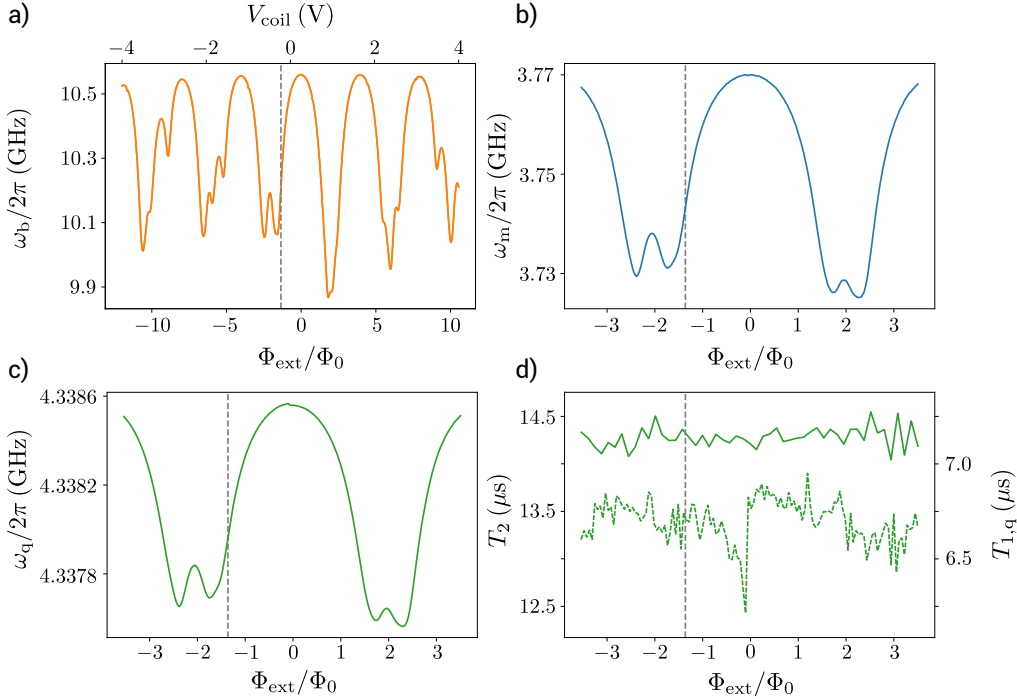 a)
V_coil (V)
−4 −2 0 2 4
ω_b/2π (GHz)
10.5
10.3
10.1
9.9
−10 −5 0 5 10
Φ_ext/Φ_0
b)
ω_m/2π (GHz)
3.77
3.75
3.73
−3 −2 −1 0 1 2 3
Φ_ext/Φ_0
c)
ω_q/2π (GHz)
4.3386
4.3382
4.3378
−3 −2 −1 0 1 2 3
Φ_ext/Φ_0
d)
T_2 (μs)
14.5
13.5
12.5
7.0
6.5
T_1,q (μs)
−3 −2 −1 0 1 2 3
Φ_ext/Φ_0